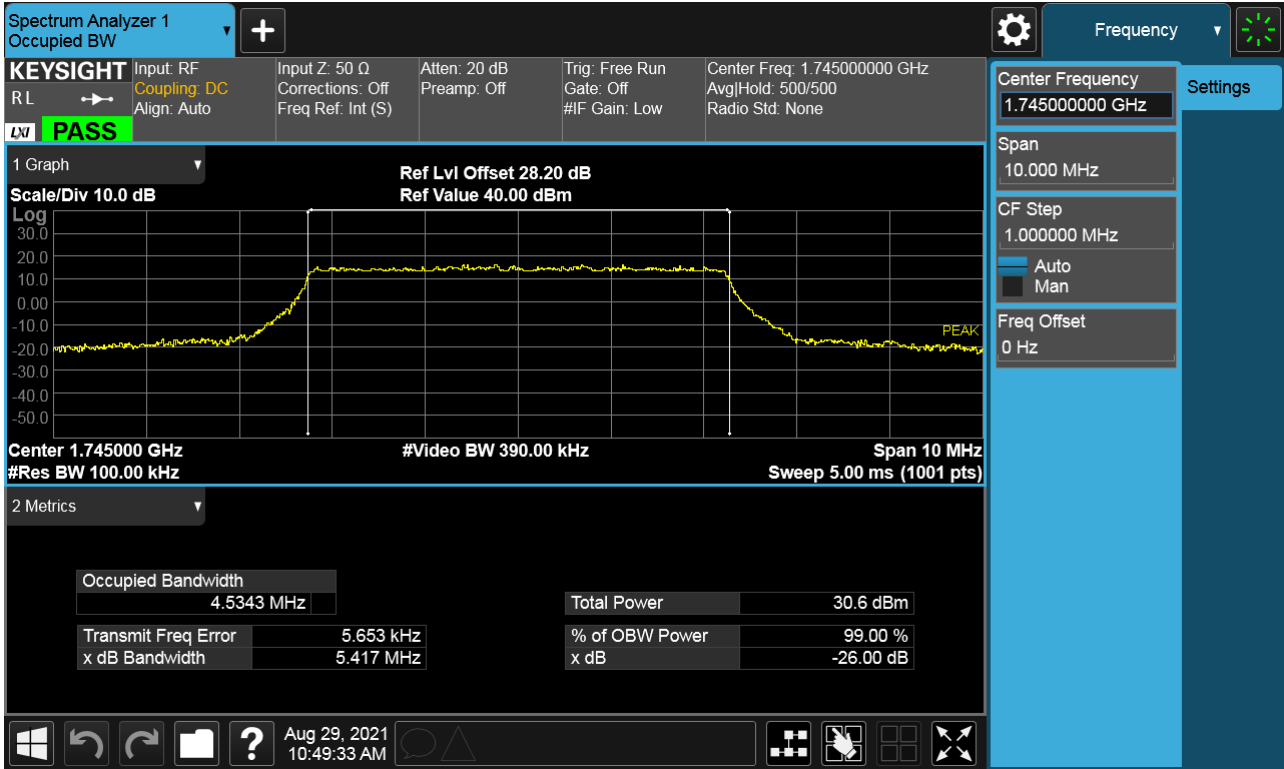 Spectrum Analyzer 1
Occupied BW
Frequency
KEYSIGHT
R L
LXI
PASS
Input: RF
Coupling: DC
Align: Auto
Input Z: 50 Ω
Corrections: Off
Freq Ref: Int (S)
Atten: 20 dB
Preamp: Off
Trig: Free Run
Gate: Off
#IF Gain: Low
Center Freq: 1.745000000 GHz
Avg|Hold: 500/500
Radio Std: None
Center Frequency
1.745000000 GHz
Settings
Span
10.000 MHz
CF Step
1.000000 MHz
Auto
Man
Freq Offset
0 Hz
1 Graph
Scale/Div 10.0 dB
Ref Lvl Offset 28.20 dB
Ref Value 40.00 dBm
Log
30.0
20.0
10.0
0.00
-10.0
-20.0
-30.0
-40.0
-50.0
PEAK
Center 1.745000 GHz
#Video BW 390.00 kHz
Span 10 MHz
#Res BW 100.00 kHz
Sweep 5.00 ms (1001 pts)
2 Metrics
Occupied Bandwidth
4.5343 MHz
Total Power 30.6 dBm
Transmit Freq Error 5.653 kHz
% of OBW Power 99.00 %
x dB Bandwidth 5.417 MHz
x dB -26.00 dB
?
Aug 29, 2021
10:49:33 AM